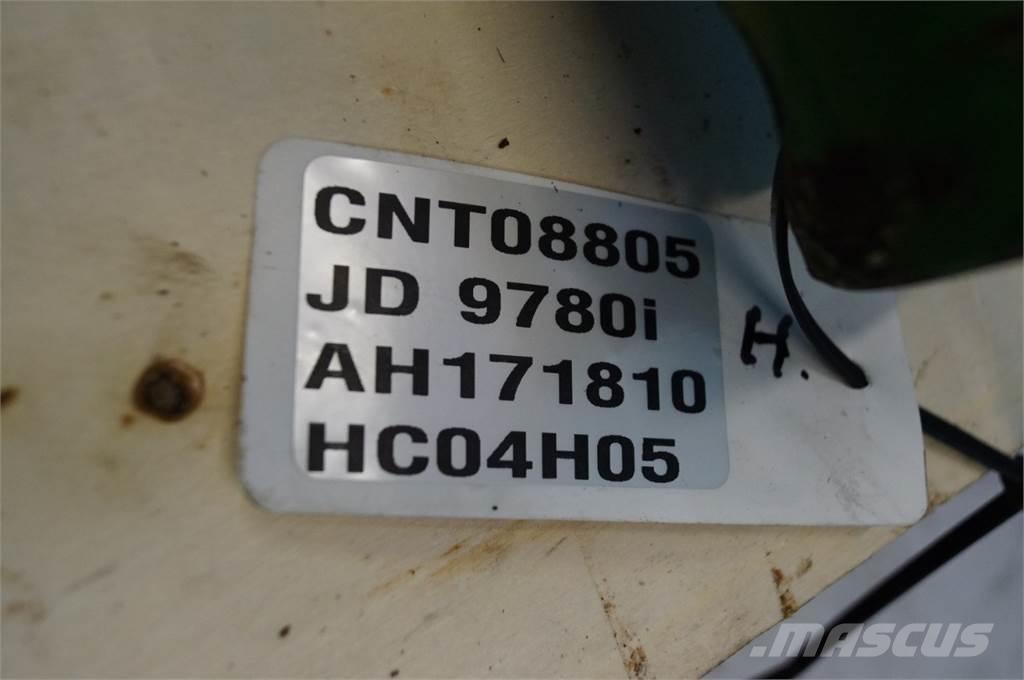 CNT08805
JD 9780i
AH171810
HC04H05
H.
.MASCUS